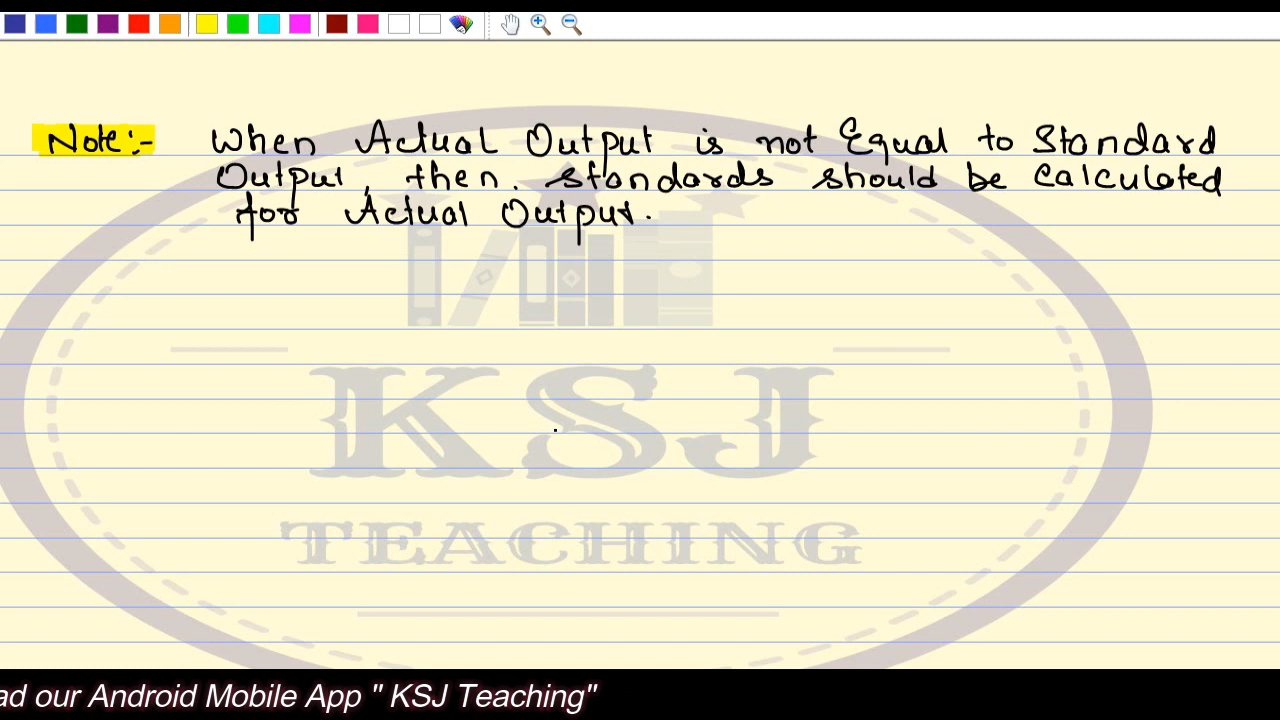 Note:- When Actual Output is not Equal to Standard
Output, then. standards should be calculated
for Actual Output.
KSJ
TEACHING
ad our Android Mobile App " KSJ Teaching"